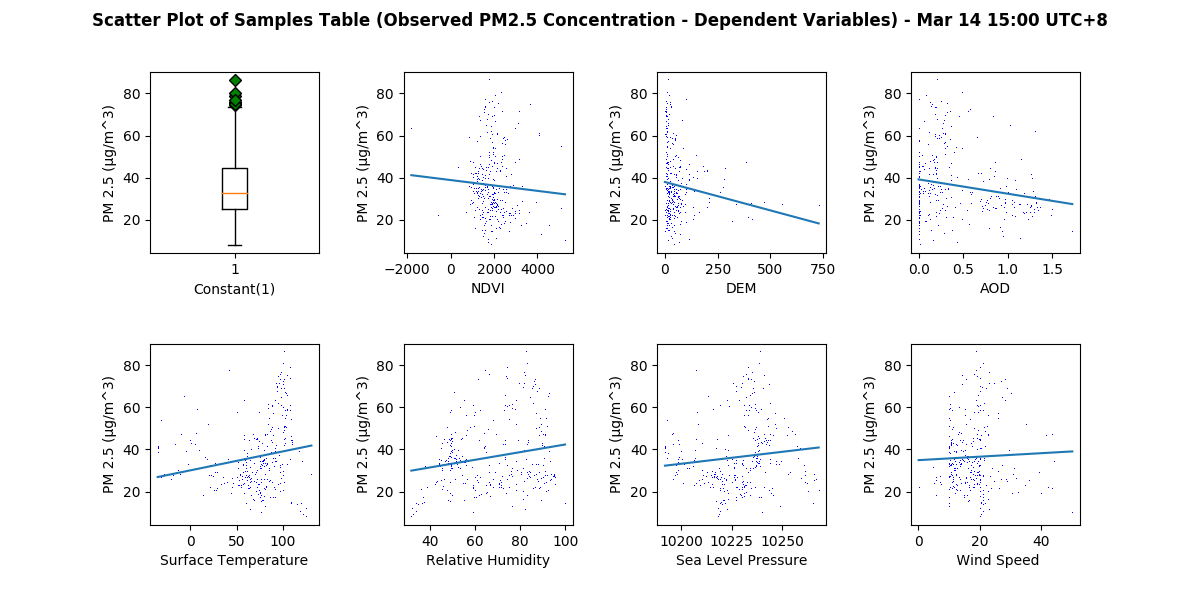 Scatter Plot of Samples Table (Observed PM2.5 Concentration - Dependent Variables) - Mar 14 15:00 UTC+8
PM 2.5 (μg/m^3)
80
60
40
20
1
Constant(1)
PM 2.5 (μg/m^3)
80
60
40
20
−2000 0 2000 4000
NDVI
PM 2.5 (μg/m^3)
80
60
40
20
0 250 500 750
DEM
PM 2.5 (μg/m^3)
80
60
40
20
0.0 0.5 1.0 1.5
AOD
PM 2.5 (μg/m^3)
80
60
40
20
0 50 100
Surface Temperature
PM 2.5 (μg/m^3)
80
60
40
20
40 60 80 100
Relative Humidity
PM 2.5 (μg/m^3)
80
60
40
20
10200 10225 10250
Sea Level Pressure
PM 2.5 (μg/m^3)
80
60
40
20
0 20 40
Wind Speed